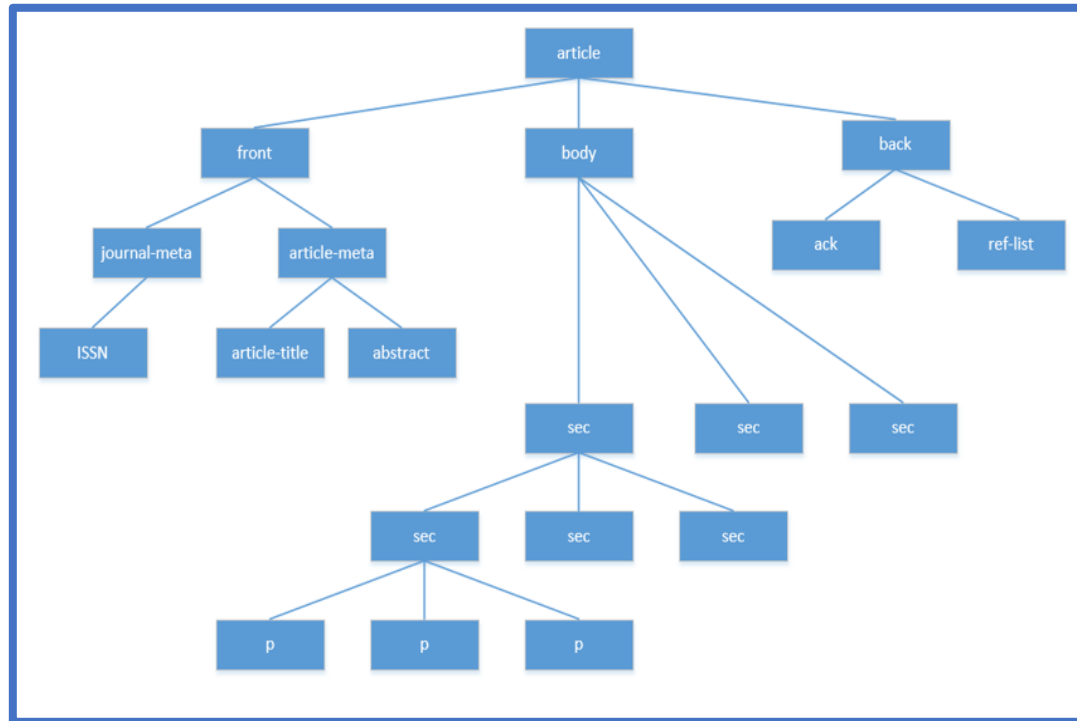 article
front
body
back
journal-meta
article-meta
ack
ref-list
ISSN
article-title
abstract
sec
sec
sec
sec
sec
sec
p
p
p